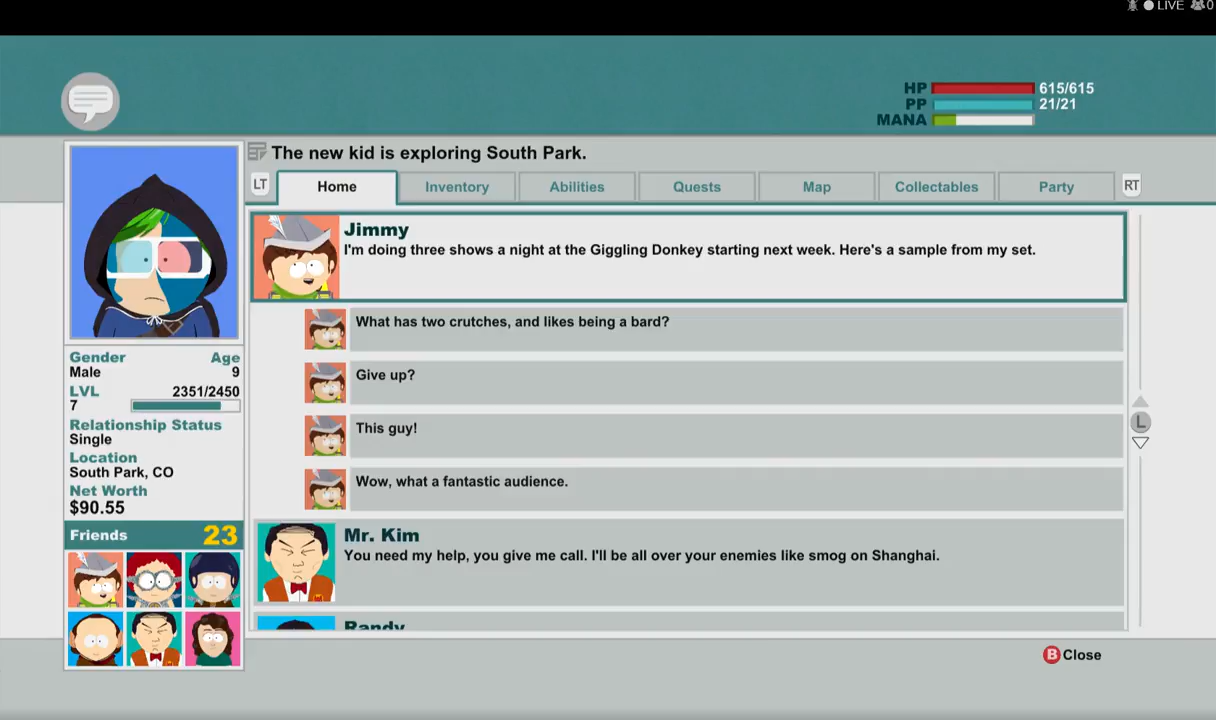 LIVE 0
HP 615/615
PP 21/21
MANA
The new kid is exploring South Park.
LT Home Inventory Abilities Quests Map Collectables Party RT
Jimmy
I'm doing three shows a night at the Giggling Donkey starting next week. Here's a sample from my set.
What has two crutches, and likes being a bard?
Give up?
This guy!
Wow, what a fantastic audience.
Mr. Kim
You need my help, you give me call. I'll be all over your enemies like smog on Shanghai.
Randy
Gender Age
Male 9
LVL 2351/2450
7
Relationship Status
Single
Location
South Park, CO
Net Worth
$90.55
Friends 23
L
B Close